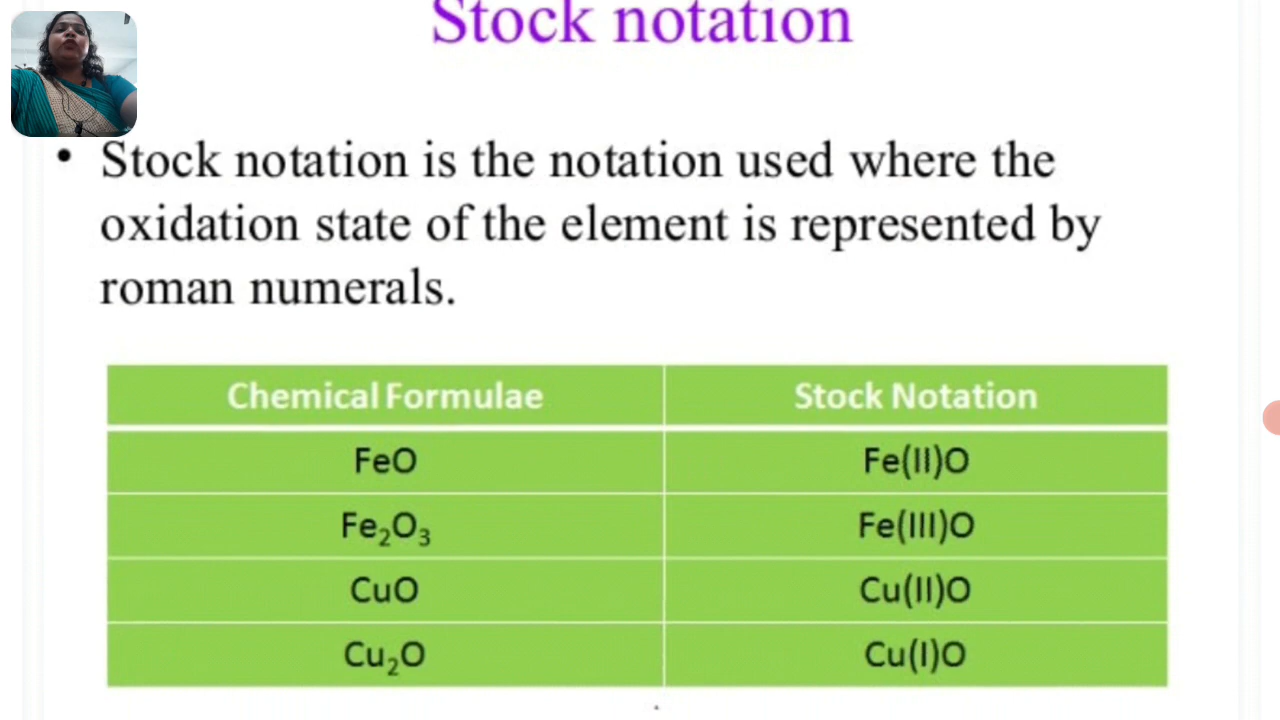 Stock notation
• Stock notation is the notation used where the
oxidation state of the element is represented by
roman numerals.
Chemical Formulae Stock Notation
FeO Fe(II)O
Fe₂O₃ Fe(III)O
CuO Cu(II)O
Cu₂O Cu(I)O